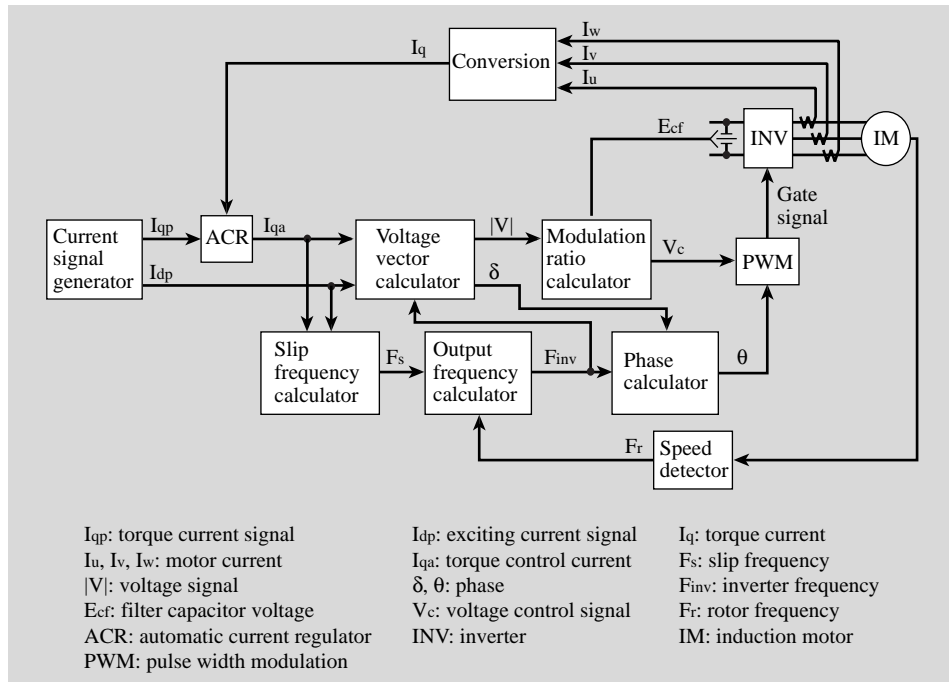 Iw
Iv
Iu
Iq
Conversion
Ecf
INV
IM
Gate
signal
Current
signal
generator
Iqp
ACR
Iqa
Idp
Voltage
vector
calculator
|V|
δ
Modulation
ratio
calculator
Vc
PWM
Slip
frequency
calculator
Fs
Output
frequency
calculator
Finv
Phase
calculator
θ
Fr
Speed
detector
Iqp: torque current signal
Idp: exciting current signal
Iq: torque current
Iu, Iv, Iw: motor current
Iqa: torque control current
Fs: slip frequency
|V|: voltage signal
δ, θ: phase
Finv: inverter frequency
Ecf: filter capacitor voltage
Vc: voltage control signal
Fr: rotor frequency
ACR: automatic current regulator
INV: inverter
IM: induction motor
PWM: pulse width modulation